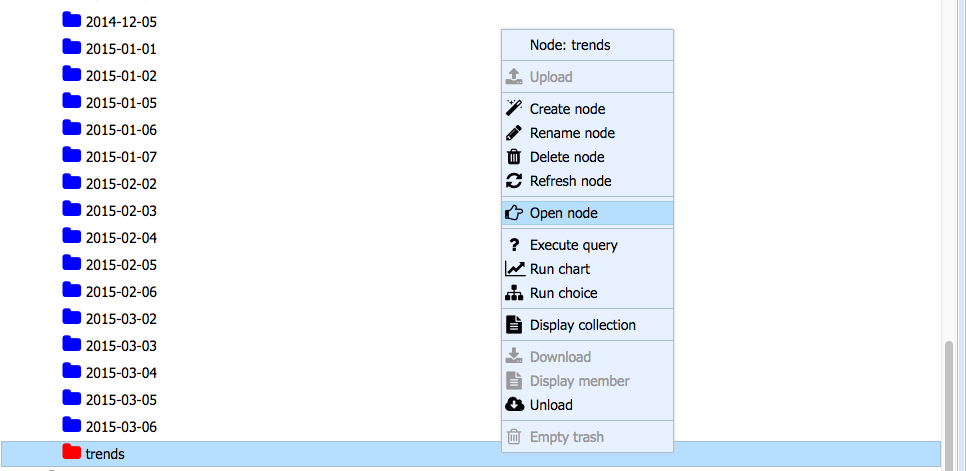 2014-12-05
2015-01-01
2015-01-02
2015-01-05
2015-01-06
2015-01-07
2015-02-02
2015-02-03
2015-02-04
2015-02-05
2015-02-06
2015-03-02
2015-03-03
2015-03-04
2015-03-05
2015-03-06
trends
Node: trends
Upload
Create node
Rename node
Delete node
Refresh node
Open node
Execute query
Run chart
Run choice
Display collection
Download
Display member
Unload
Empty trash